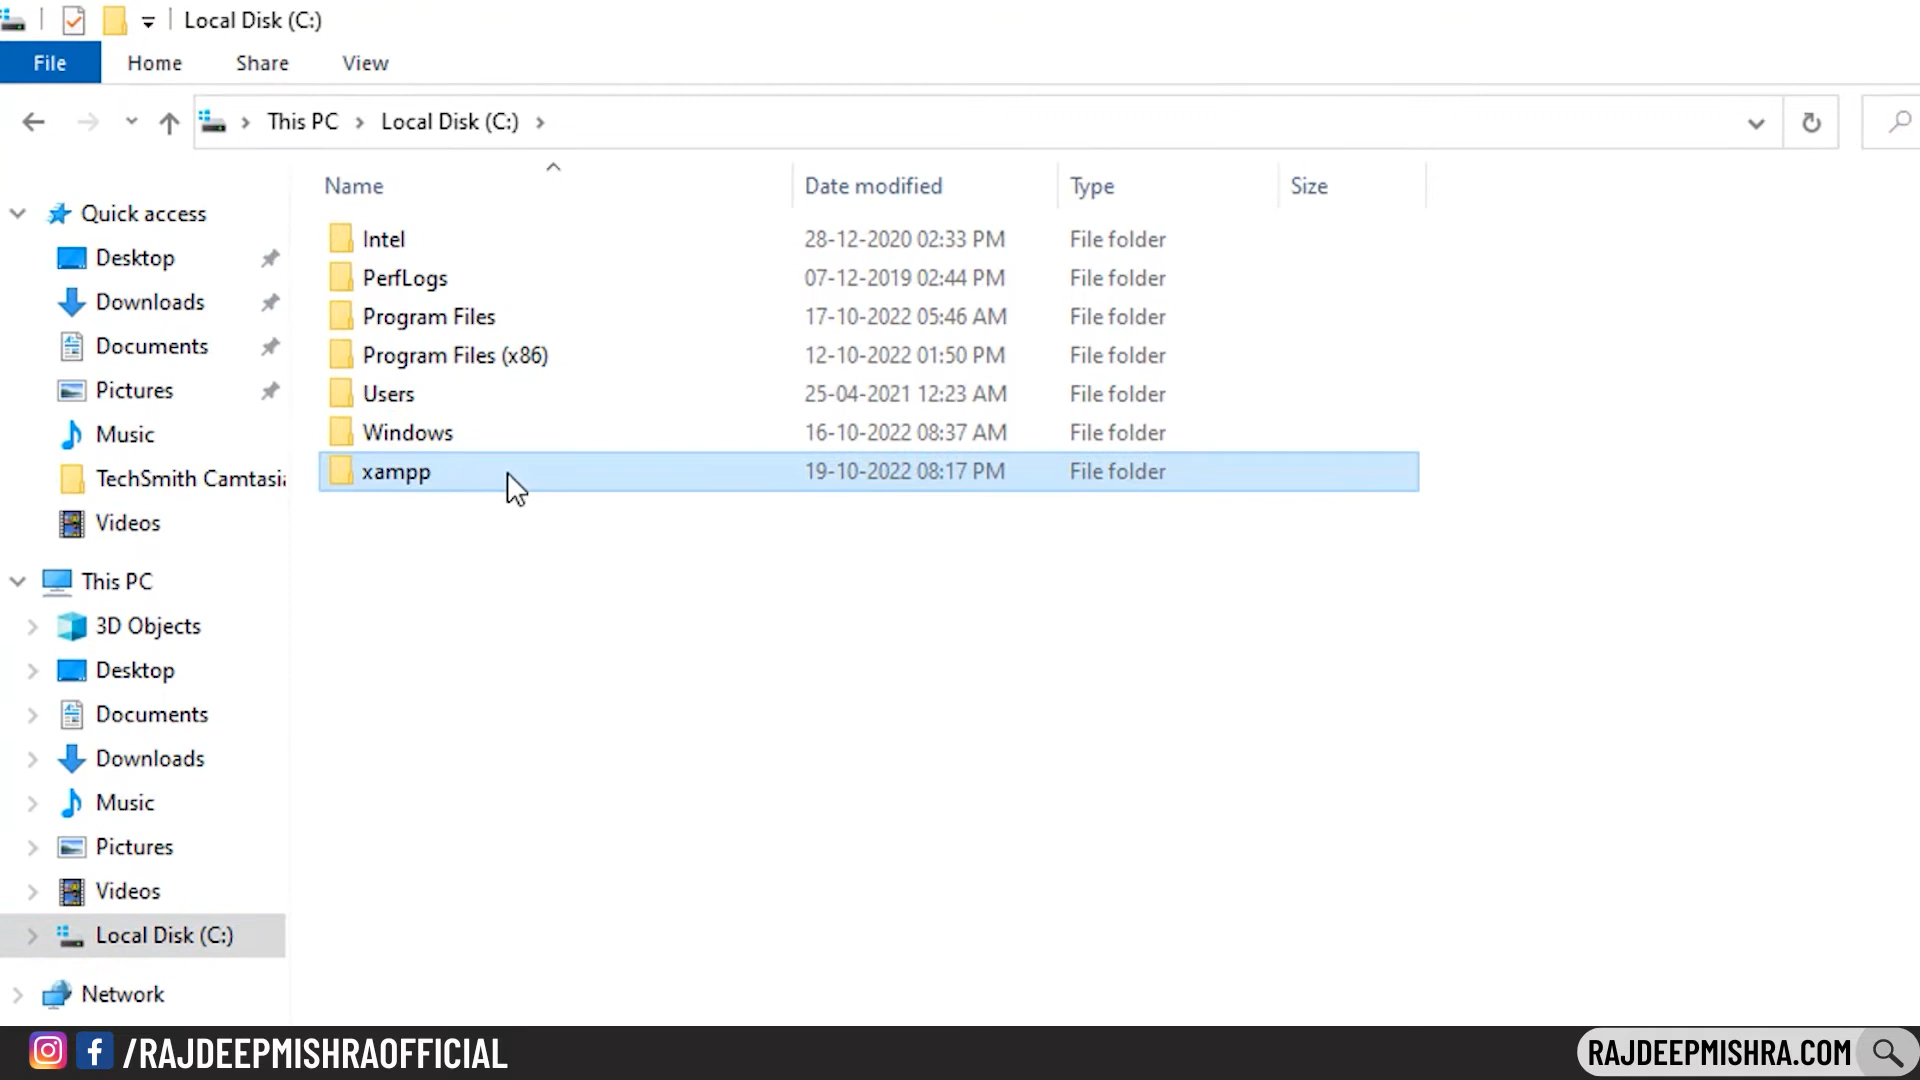 Local Disk (C:)
File Home Share View
This PC Local Disk (C:)
Name Date modified Type Size
Quick access
Desktop
Downloads
Documents
Pictures
Music
TechSmith Camtasi
Videos
This PC
3D Objects
Desktop
Documents
Downloads
Music
Pictures
Videos
Local Disk (C:)
Network
Intel 28-12-2020 02:33 PM File folder
PerfLogs 07-12-2019 02:44 PM File folder
Program Files 17-10-2022 05:46 AM File folder
Program Files (x86) 12-10-2022 01:50 PM File folder
Users 25-04-2021 12:23 AM File folder
Windows 16-10-2022 08:37 AM File folder
xampp 19-10-2022 08:17 PM File folder
/RAJDEEPMISHRAOFFICIAL
RAJDEEPMISHRA.COM